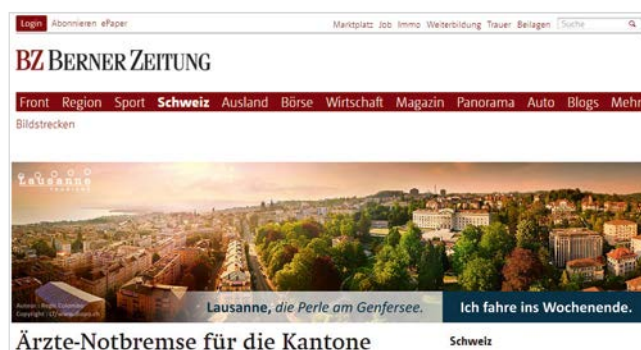 Login Abonnieren ePaper Marktplatz Job Immo Weiterbildung Trauer Beilagen Suche
BZ BERNER ZEITUNG
Front Region Sport Schweiz Ausland Börse Wirtschaft Magazin Panorama Auto Blogs Mehr
Bildstrecken
Lausanne
Lausanne, die Perle am Genfersee. Ich fahre ins Wochenende.
Ärzte-Notbremse für die Kantone Schweiz